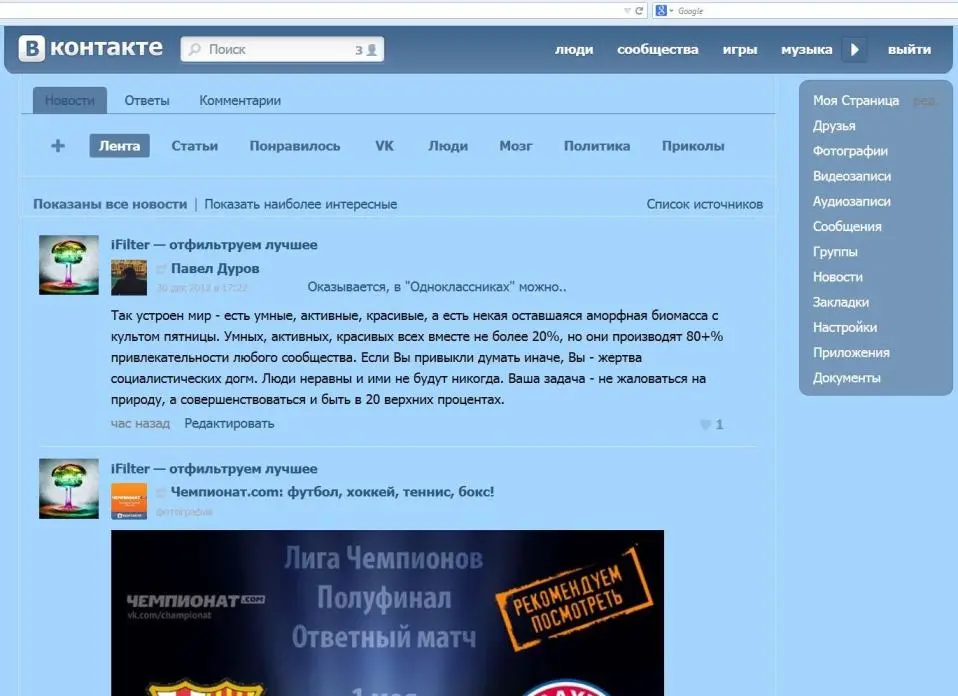 Google
В контакте Поиск 3 люди сообщества игры музыка выйти
Новости Ответы Комментарии
Моя Страница ред.
Друзья
Фотографии
Видеозаписи
Аудиозаписи
Сообщения
Группы
Новости
Закладки
Настройки
Приложения
Документы
+ Лента Статьи Понравилось VK Люди Мозг Политика Приколы
Показаны все новости | Показать наиболее интересные Список источников
iFilter — отфильтруем лучшее
Павел Дуров
30 дек 2012 в 17:22 Оказывается, в "Одноклассниках" можно..
Так устроен мир - есть умные, активные, красивые, а есть некая оставшаяся аморфная биомасса с
культом пятницы. Умных, активных, красивых всех вместе не более 20%, но они производят 80+%
привлекательности любого сообщества. Если Вы привыкли думать иначе, Вы - жертва
социалистических догм. Люди неравны и ими не будут никогда. Ваша задача - не жаловаться на
природу, а совершенствоваться и быть в 20 верхних процентах.
час назад Редактировать 1
iFilter — отфильтруем лучшее
Чемпионат.com: футбол, хоккей, теннис, бокс!
фотография
Лига Чемпионов
Полуфинал
Ответный матч
1 мая
ЧЕМПИОНАТ.COM
vk.com/championat
РЕКОМЕНДУЕМ
ПОСМОТРЕТЬ